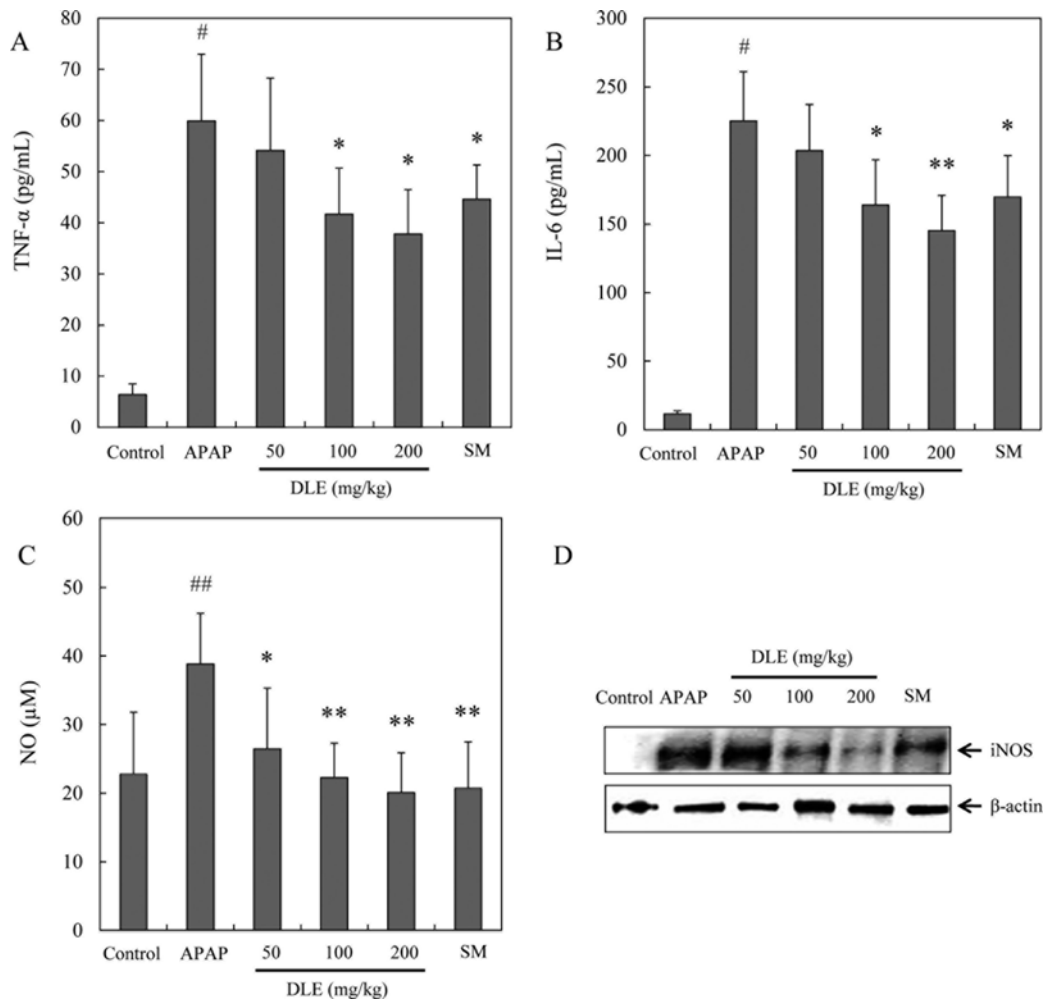 A
TNF-α (pg/mL)
80
70
60
50
40
30
20
10
0
#
*
*
*
Control APAP 50 100 200 SM
DLE (mg/kg)
B
IL-6 (pg/mL)
300
250
200
150
100
50
0
#
*
**
*
Control APAP 50 100 200 SM
DLE (mg/kg)
C
NO (μM)
60
50
40
30
20
10
0
##
*
**
**
**
Control APAP 50 100 200 SM
DLE (mg/kg)
D
DLE (mg/kg)
Control APAP 50 100 200 SM
iNOS
β-actin